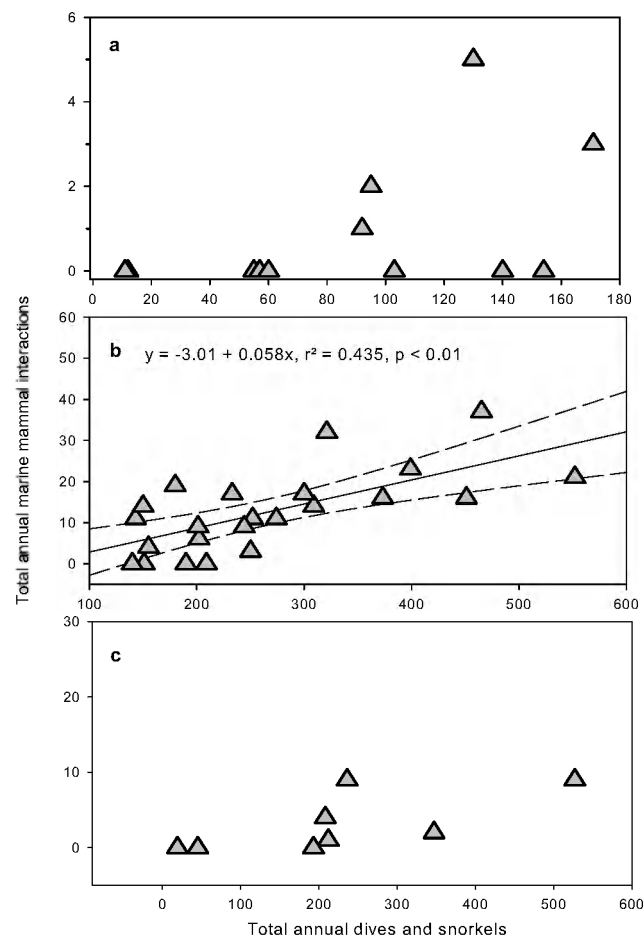 Total annual marine mammal interactions
a
6
4
2
0
0 20 40 60 80 100 120 140 160 180
b y = -3.01 + 0.058x, r² = 0.435, p < 0.01
60
50
40
30
20
10
0
100 200 300 400 500 600
c
30
20
10
0
0 100 200 300 400 500 600
Total annual dives and snorkels